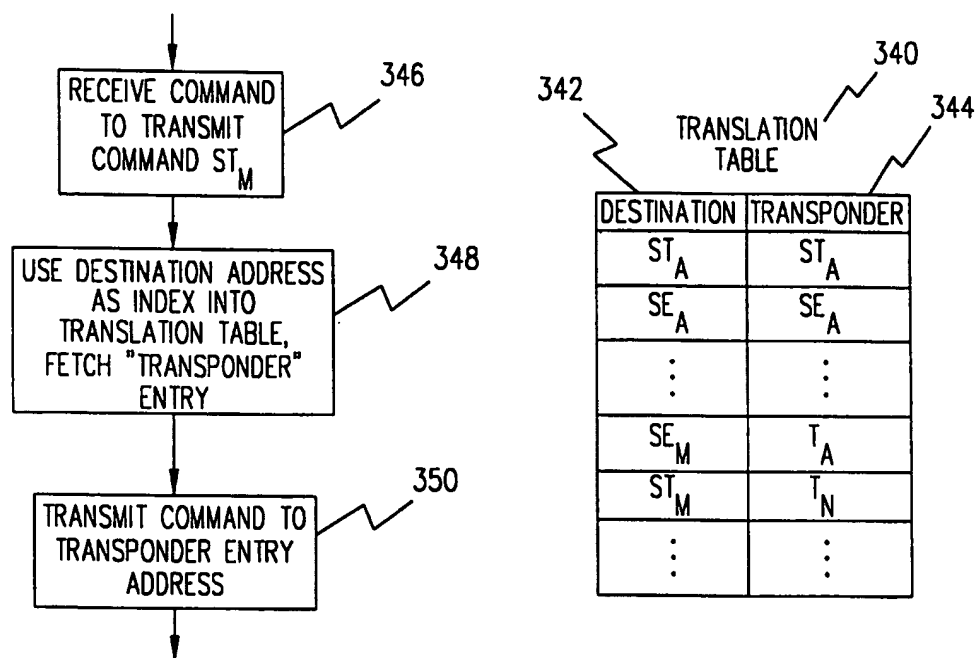 RECEIVE COMMAND
TO TRANSMIT
COMMAND ST_M
346
USE DESTINATION ADDRESS
AS INDEX INTO
TRANSLATION TABLE,
FETCH "TRANSPONDER"
ENTRY
348
TRANSMIT COMMAND TO
TRANSPONDER ENTRY
ADDRESS
350
340
342
344
TRANSLATION
TABLE
DESTINATION TRANSPONDER
ST_A ST_A
SE_A SE_A
⋮ ⋮
SE_M T_A
ST_M T_N
⋮ ⋮